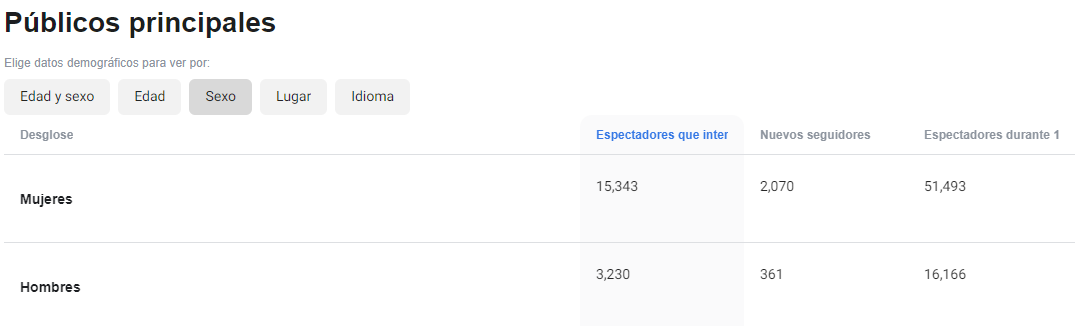 Públicos principales
Elige datos demográficos para ver por:
Edad y sexo Edad Sexo Lugar Idioma
Desglose Espectadores que inter Nuevos seguidores Espectadores durante 1
Mujeres 15,343 2,070 51,493
Hombres 3,230 361 16,166